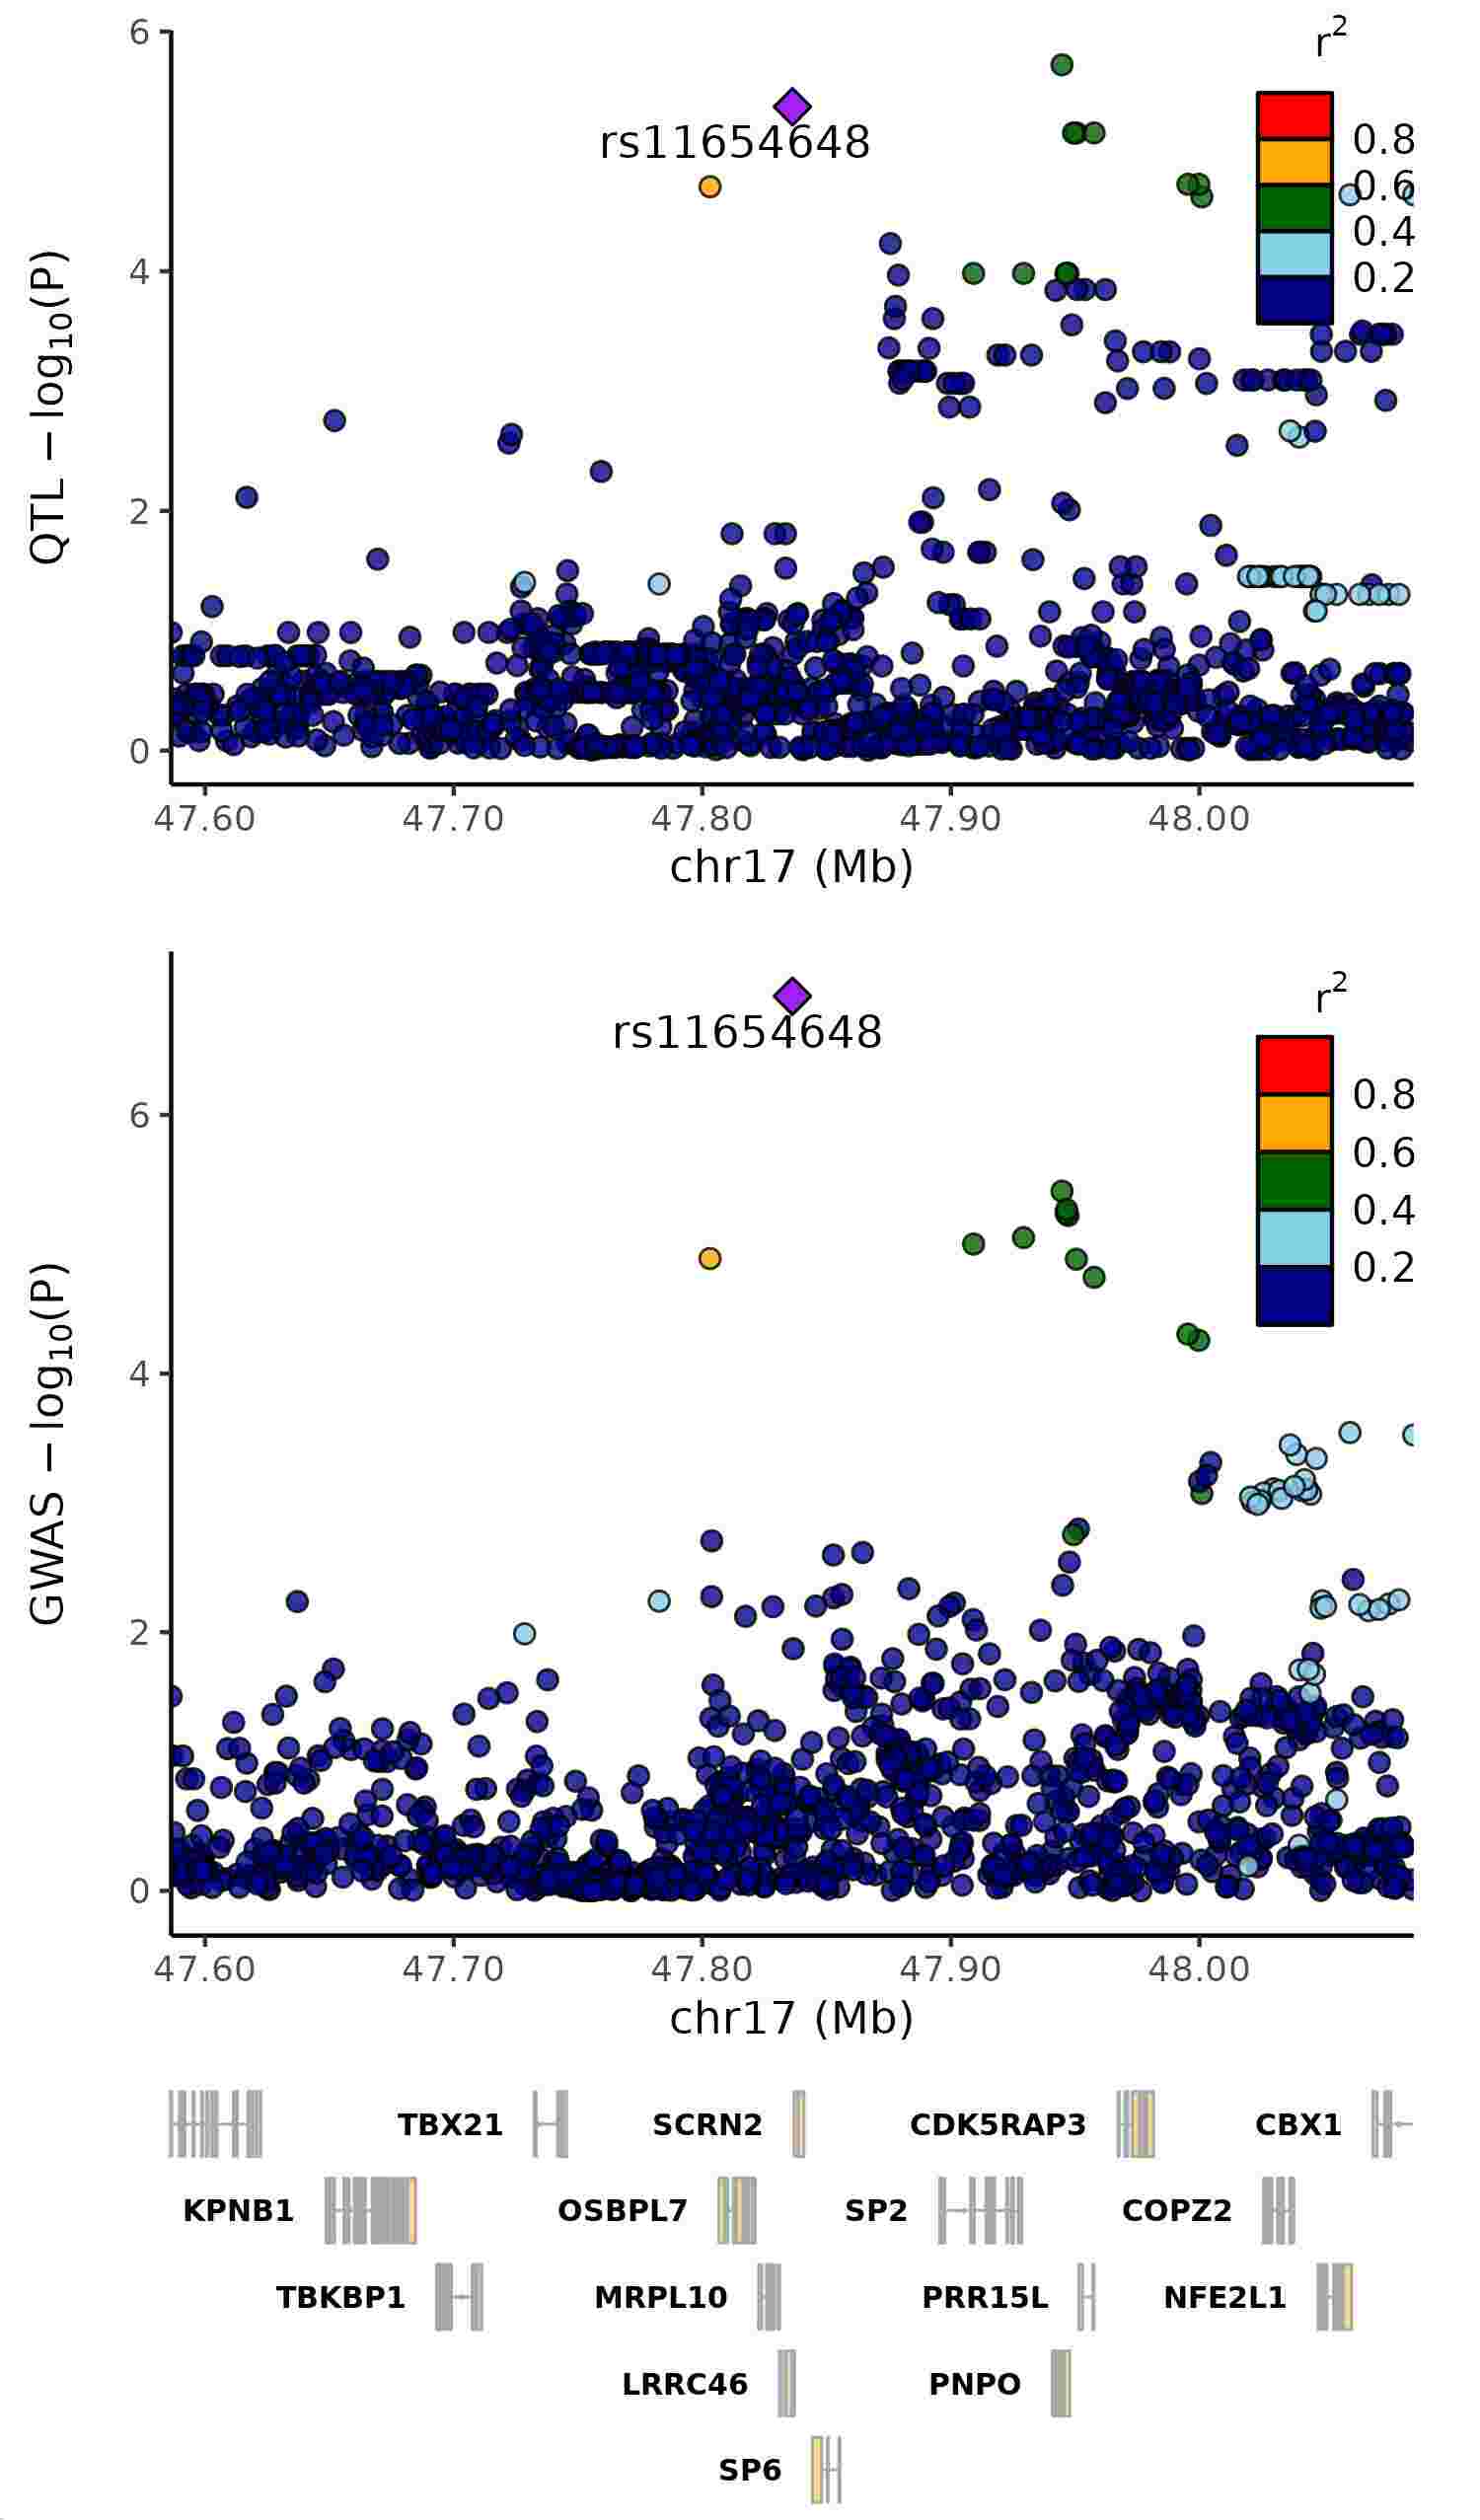 6
r2
rs11654648
0.8
0.6
0.4
0.2
4
2
0
QTL − log10(P)
47.60 47.70 47.80 47.90 48.00
chr17 (Mb)
r2
rs11654648
0.8
0.6
0.4
0.2
6
4
2
0
GWAS − log10(P)
47.60 47.70 47.80 47.90 48.00
chr17 (Mb)
TBX21 SCRN2 CDK5RAP3 CBX1
KPNB1 OSBPL7 SP2 COPZ2
TBKBP1 MRPL10 PRR15L NFE2L1
LRRC46 PNPO
SP6